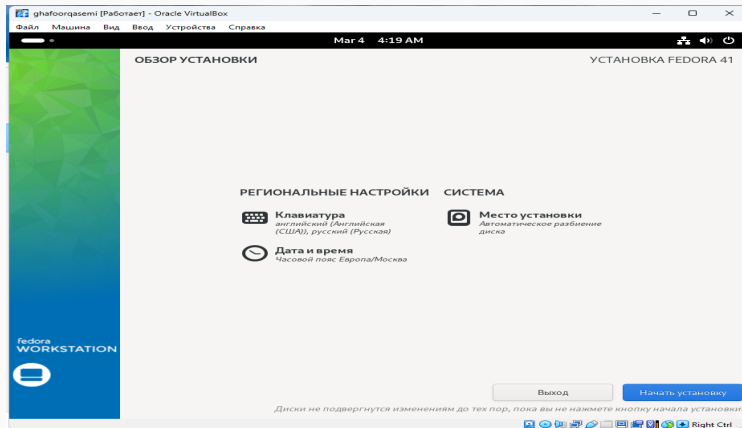 ghafoorqasemi [Работает] - Oracle VirtualBox
Файл Машина Вид Ввод Устройства Справка
Mar 4 4:19 AM
ОБЗОР УСТАНОВКИ
УСТАНОВКА FEDORA 41
РЕГИОНАЛЬНЫЕ НАСТРОЙКИ
Клавиатура
английский (Английская
(США)), русский (Русская)
Дата и время
Часовой пояс Европа/Москва
СИСТЕМА
Место установки
Автоматическое разбиение
диска
fedora
WORKSTATION
Выход
Начать установку
Диски не подвергнутся изменениям до тех пор, пока вы не нажмете кнопку начала установки
Right Ctrl